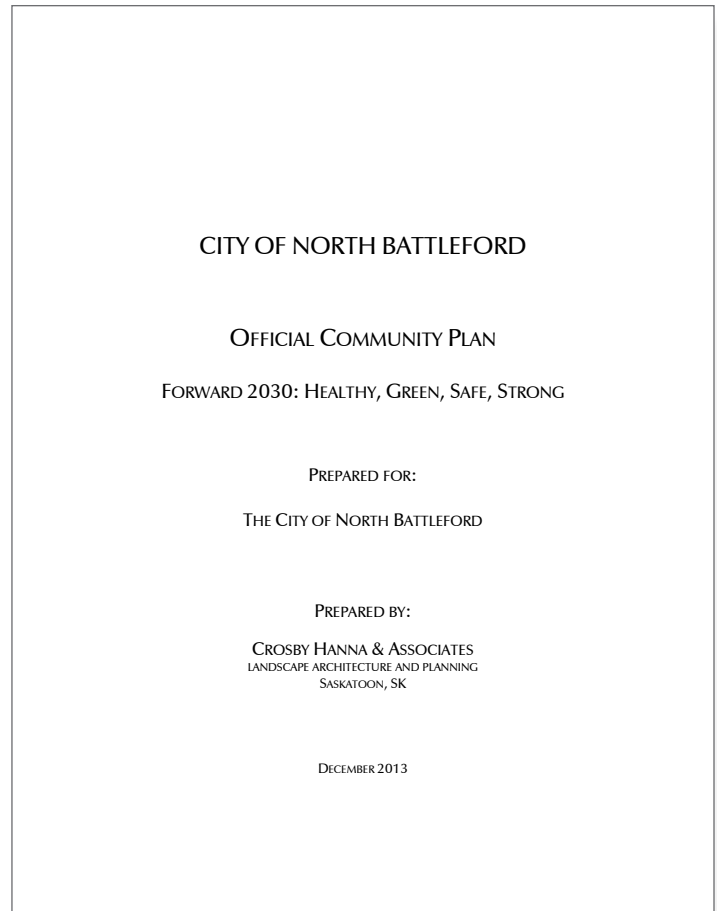 CITY OF NORTH BATTLEFORD
OFFICIAL COMMUNITY PLAN
FORWARD 2030: HEALTHY, GREEN, SAFE, STRONG
PREPARED FOR:
THE CITY OF NORTH BATTLEFORD
PREPARED BY:
CROSBY HANNA & ASSOCIATES
LANDSCAPE ARCHITECTURE AND PLANNING
SASKATOON, SK
DECEMBER 2013